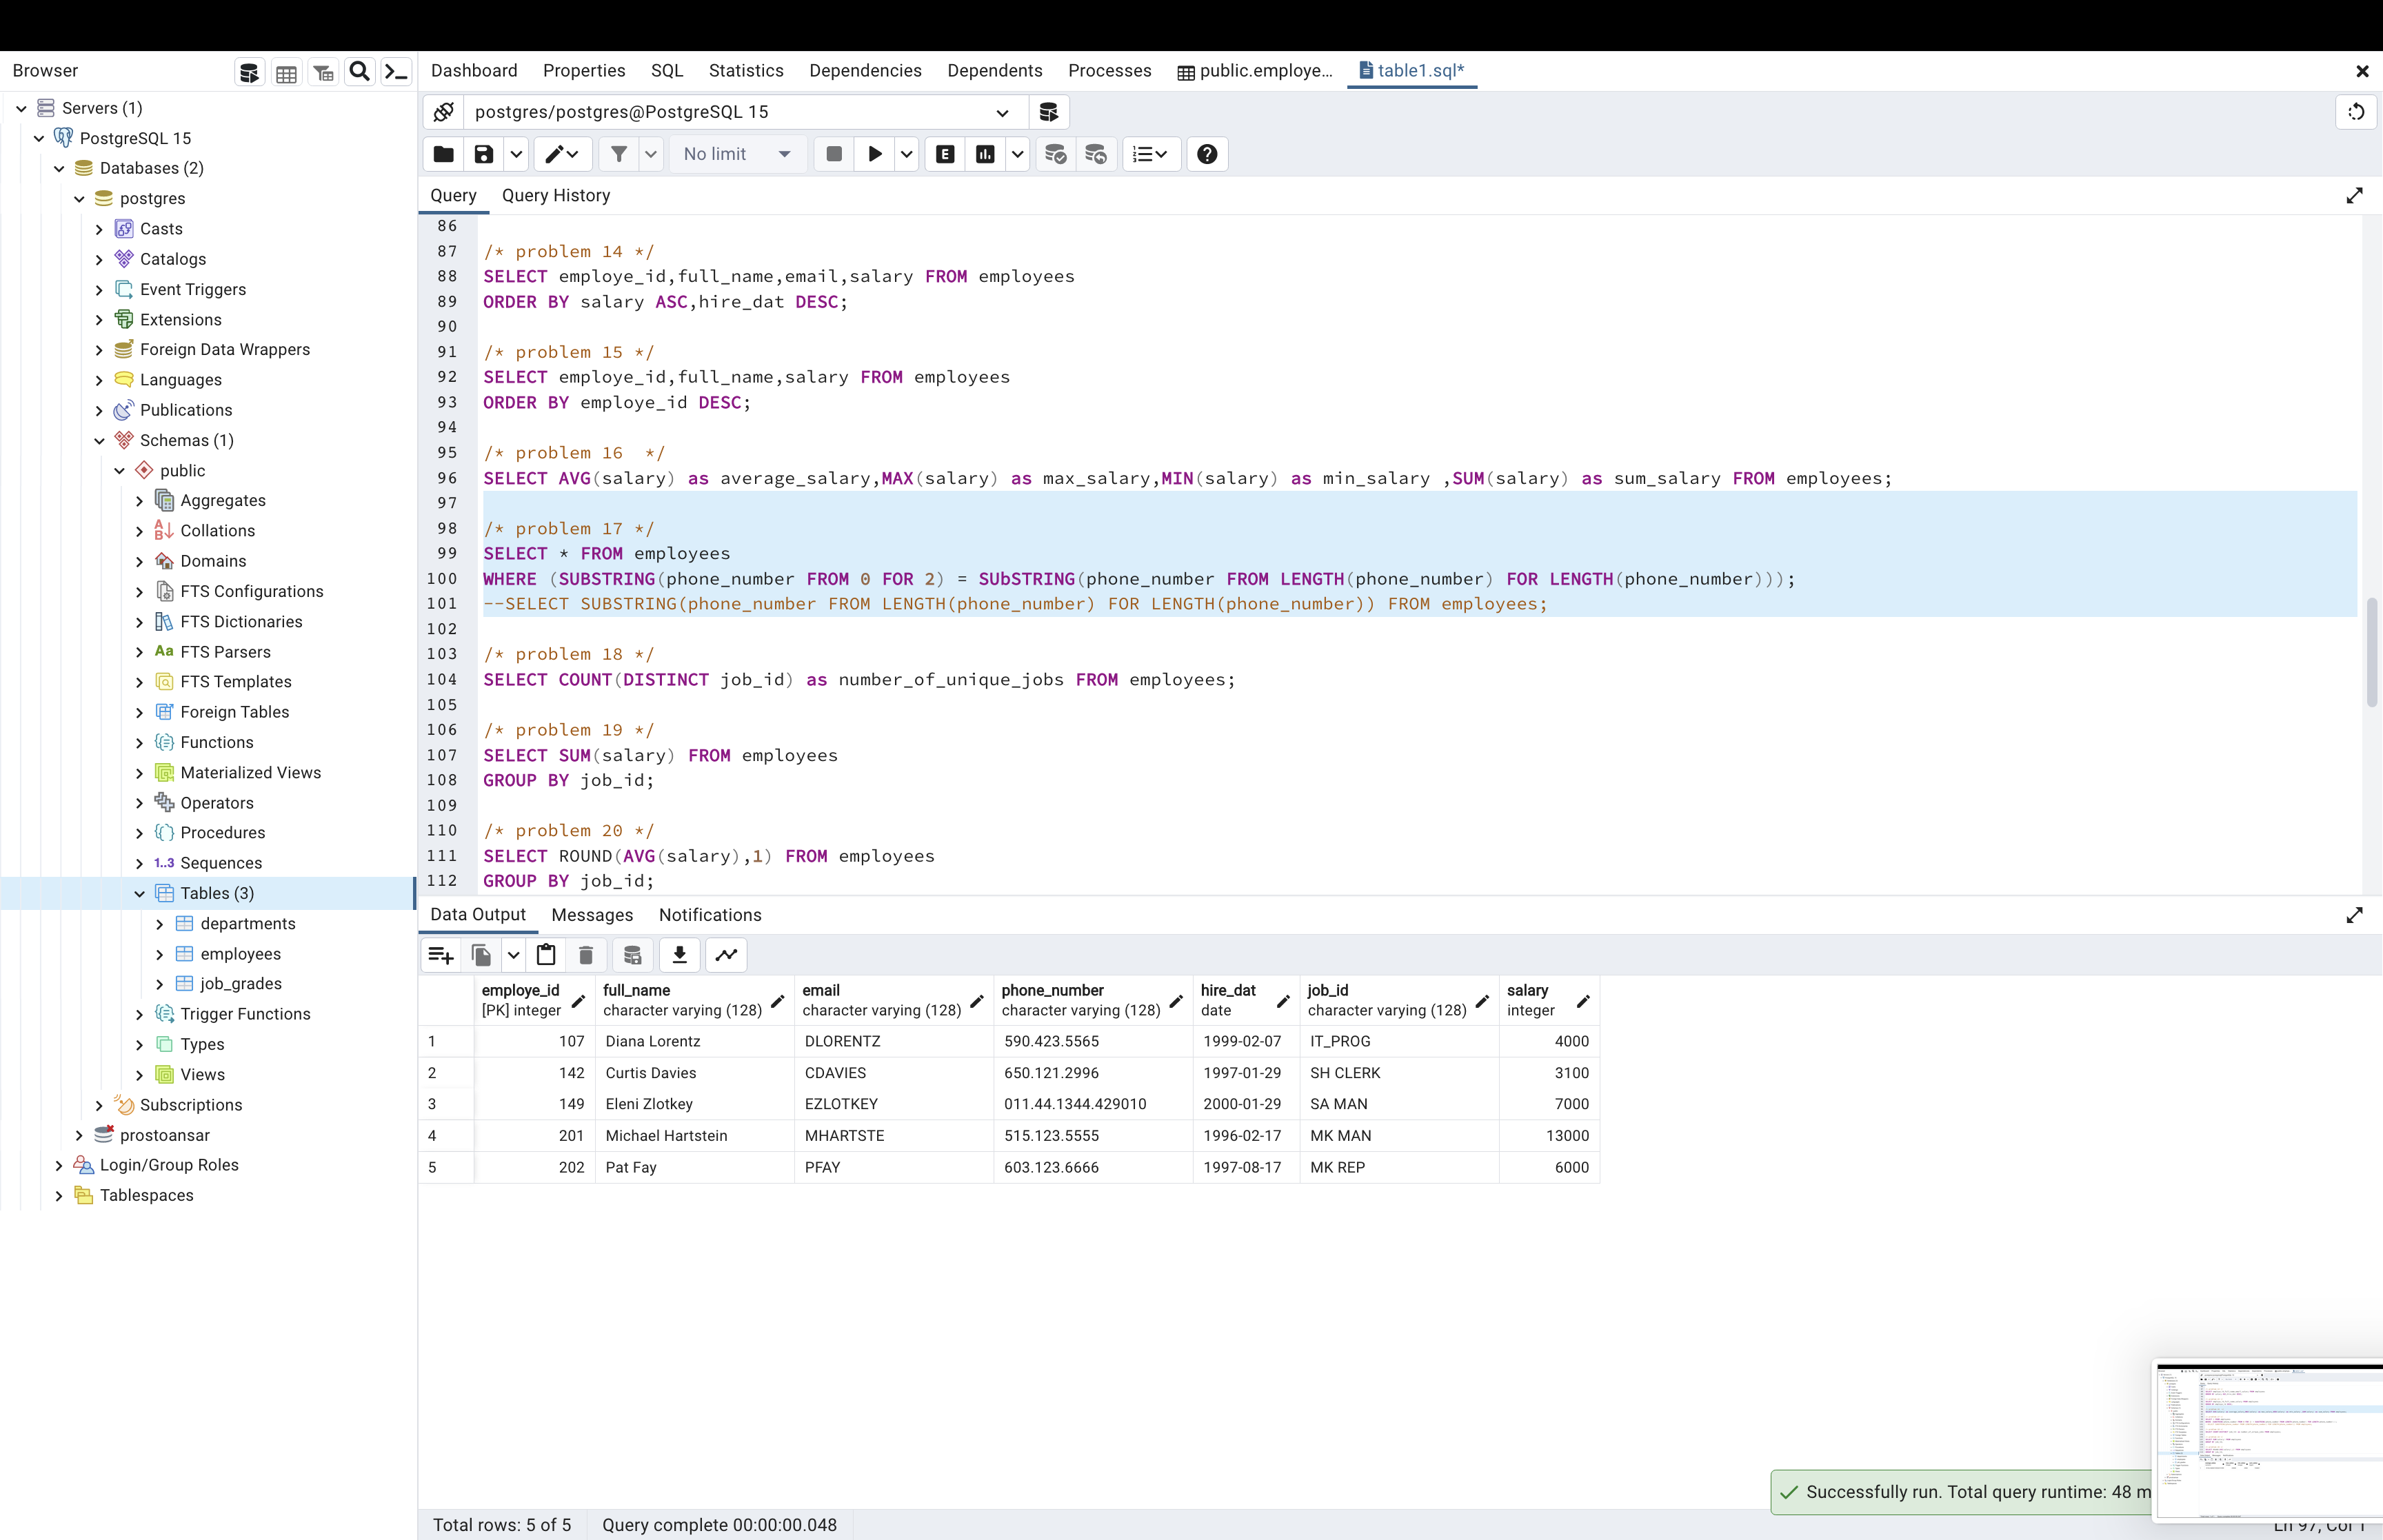 Browser
Dashboard Properties SQL Statistics Dependencies Dependents Processes public.employe... table1.sql*
Servers (1)
PostgreSQL 15
Databases (2)
postgres
Casts
Catalogs
Event Triggers
Extensions
Foreign Data Wrappers
Languages
Publications
Schemas (1)
public
Aggregates
Collations
Domains
FTS Configurations
FTS Dictionaries
Aa FTS Parsers
FTS Templates
Foreign Tables
Functions
Materialized Views
Operators
Procedures
1..3 Sequences
Tables (3)
departments
employees
job_grades
Trigger Functions
Types
Views
Subscriptions
prostoansar
Login/Group Roles
Tablespaces
postgres/postgres@PostgreSQL 15
No limit
E
Query Query History
86
87 /* problem 14 */
88 SELECT employe_id,full_name,email,salary FROM employees
89 ORDER BY salary ASC,hire_dat DESC;
90
91 /* problem 15 */
92 SELECT employe_id,full_name,salary FROM employees
93 ORDER BY employe_id DESC;
94
95 /* problem 16  */
96 SELECT AVG(salary) as average_salary,MAX(salary) as max_salary,MIN(salary) as min_salary ,SUM(salary) as sum_salary FROM employees;
97
98 /* problem 17 */
99 SELECT * FROM employees
100 WHERE (SUBSTRING(phone_number FROM 0 FOR 2) = SUbSTRING(phone_number FROM LENGTH(phone_number) FOR LENGTH(phone_number)));
101 --SELECT SUBSTRING(phone_number FROM LENGTH(phone_number) FOR LENGTH(phone_number)) FROM employees;
102
103 /* problem 18 */
104 SELECT COUNT(DISTINCT job_id) as number_of_unique_jobs FROM employees;
105
106 /* problem 19 */
107 SELECT SUM(salary) FROM employees
108 GROUP BY job_id;
109
110 /* problem 20 */
111 SELECT ROUND(AVG(salary),1) FROM employees
112 GROUP BY job_id;
Data Output Messages Notifications
employe_id full_name email phone_number hire_dat job_id salary
[PK] integer character varying (128) character varying (128) character varying (128) date character varying (128) integer
1 107 Diana Lorentz DLORENTZ 590.423.5565 1999-02-07 IT_PROG 4000
2 142 Curtis Davies CDAVIES 650.121.2996 1997-01-29 SH CLERK 3100
3 149 Eleni Zlotkey EZLOTKEY 011.44.1344.429010 2000-01-29 SA MAN 7000
4 201 Michael Hartstein MHARTSTE 515.123.5555 1996-02-17 MK MAN 13000
5 202 Pat Fay PFAY 603.123.6666 1997-08-17 MK REP 6000
Successfully run. Total query runtime: 48 m
Total rows: 5 of 5 Query complete 00:00:00.048
Ln 97, Col 1